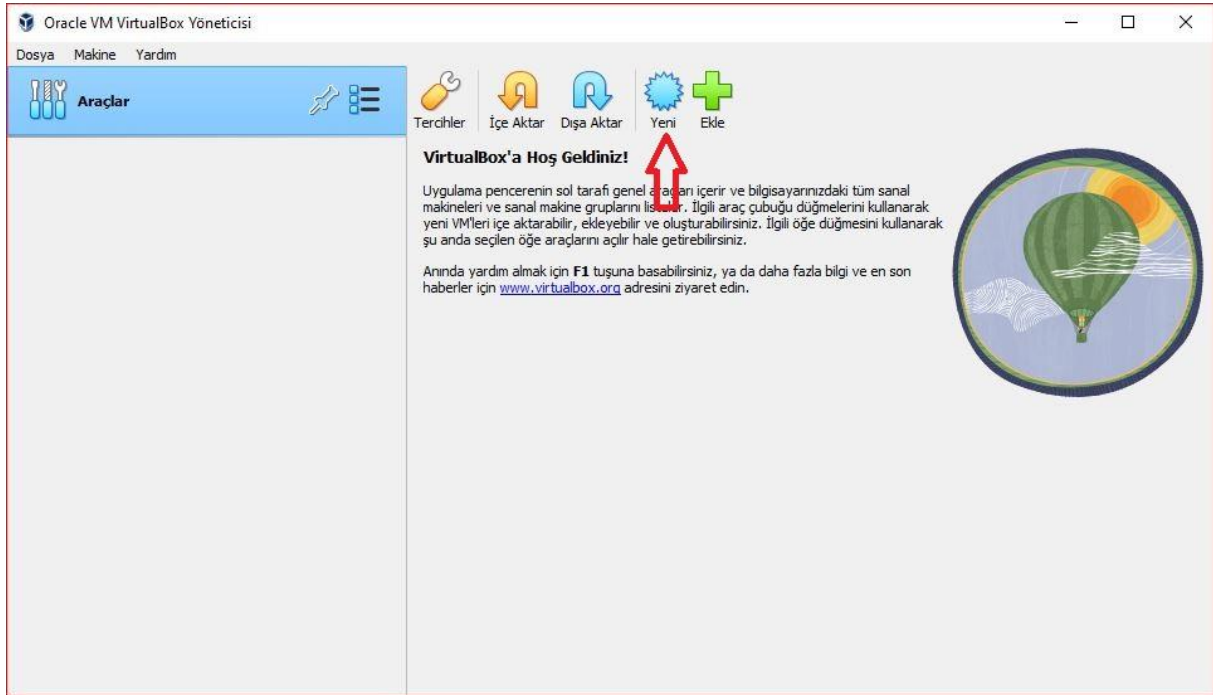 Oracle VM VirtualBox Yöneticisi
Dosya Makine Yardım
Araçlar
Tercihler İçe Aktar Dışa Aktar Yeni Ekle
VirtualBox'a Hoş Geldiniz!
Uygulama pencerenin sol tarafı genel araçları içerir ve bilgisayarınızdaki tüm sanal
makineleri ve sanal makine gruplarını listeler. İlgili araç çubuğu düğmelerini kullanarak
yeni VM'leri içe aktarabilir, ekleyebilir ve oluşturabilirsiniz. İlgili öğe düğmesini kullanarak
şu anda seçilen öğe araçlarını açılır hale getirebilirsiniz.
Anında yardım almak için F1 tuşuna basabilirsiniz, ya da daha fazla bilgi ve en son
haberler için www.virtualbox.org adresini ziyaret edin.